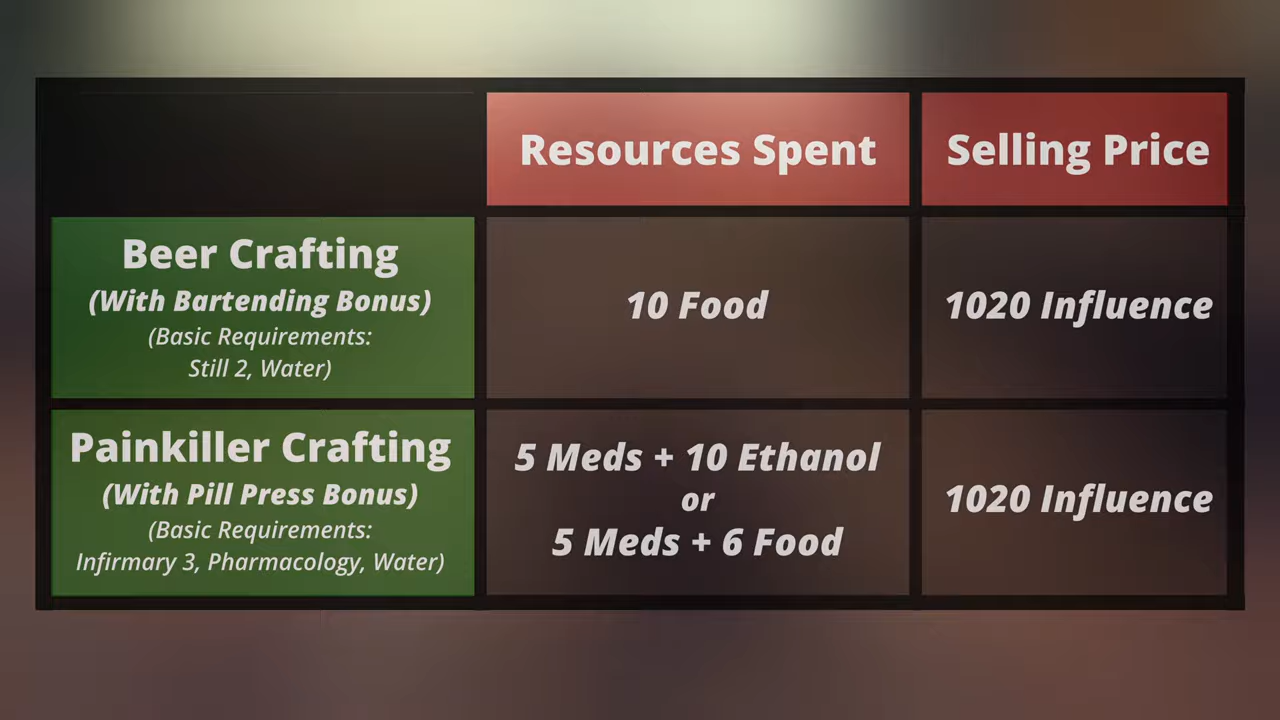 Resources Spent
Selling Price
Beer Crafting
(With Bartending Bonus)
(Basic Requirements:
Still 2, Water)
10 Food
1020 Influence
Painkiller Crafting
(With Pill Press Bonus)
(Basic Requirements:
Infirmary 3, Pharmacology, Water)
5 Meds + 10 Ethanol
or
5 Meds + 6 Food
1020 Influence